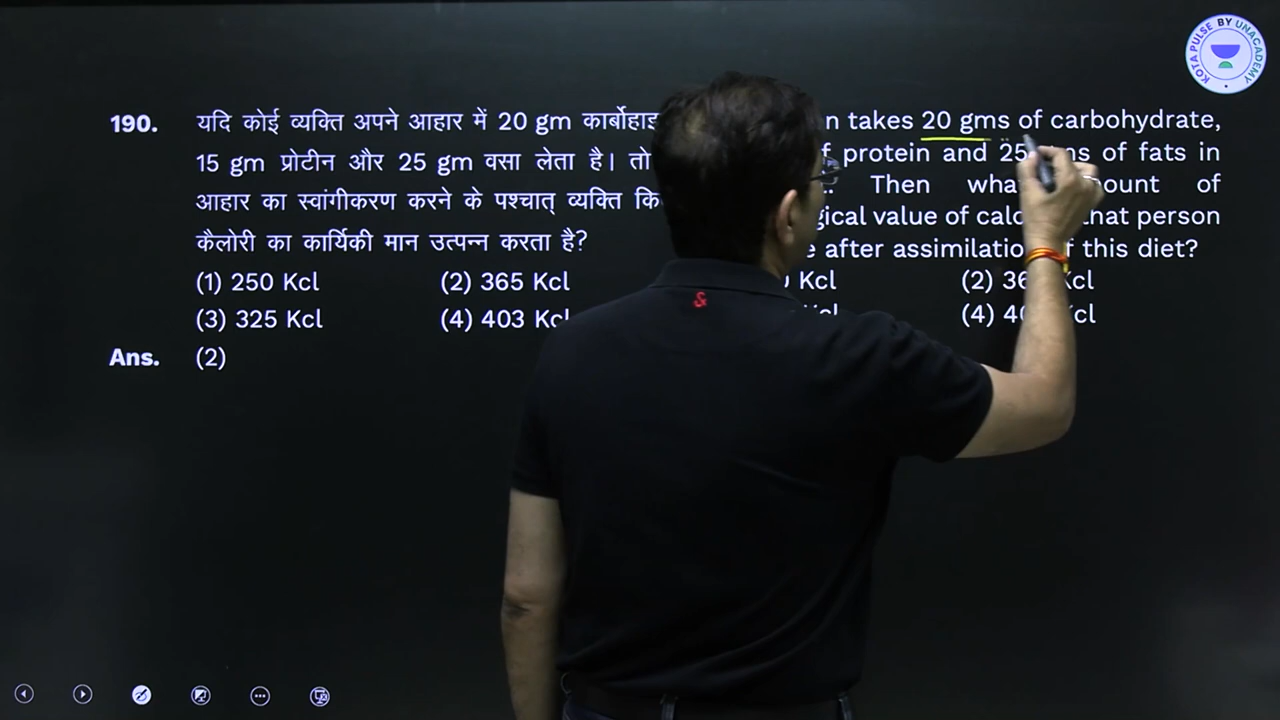 KOTA PULSE BY UNACADEMY
190.
यदि कोई व्यक्ति अपने आहार में 20 gm
15 gm प्रोटीन और 25 gm वसा लेता है। तो
आहार का स्वांगीकरण करने के पश्चात् व्यक्ति
कैलोरी का कार्यिकी मान उत्पन्न करता है?
(1) 250 Kcl (2) 365 Kcl
(3) 325 Kcl (4) 403
Ans. (2)
takes 20 gms of carbohydrate,
protein and 25 of fats in
Then of
value of that person
after of this diet?
(2)
(4)